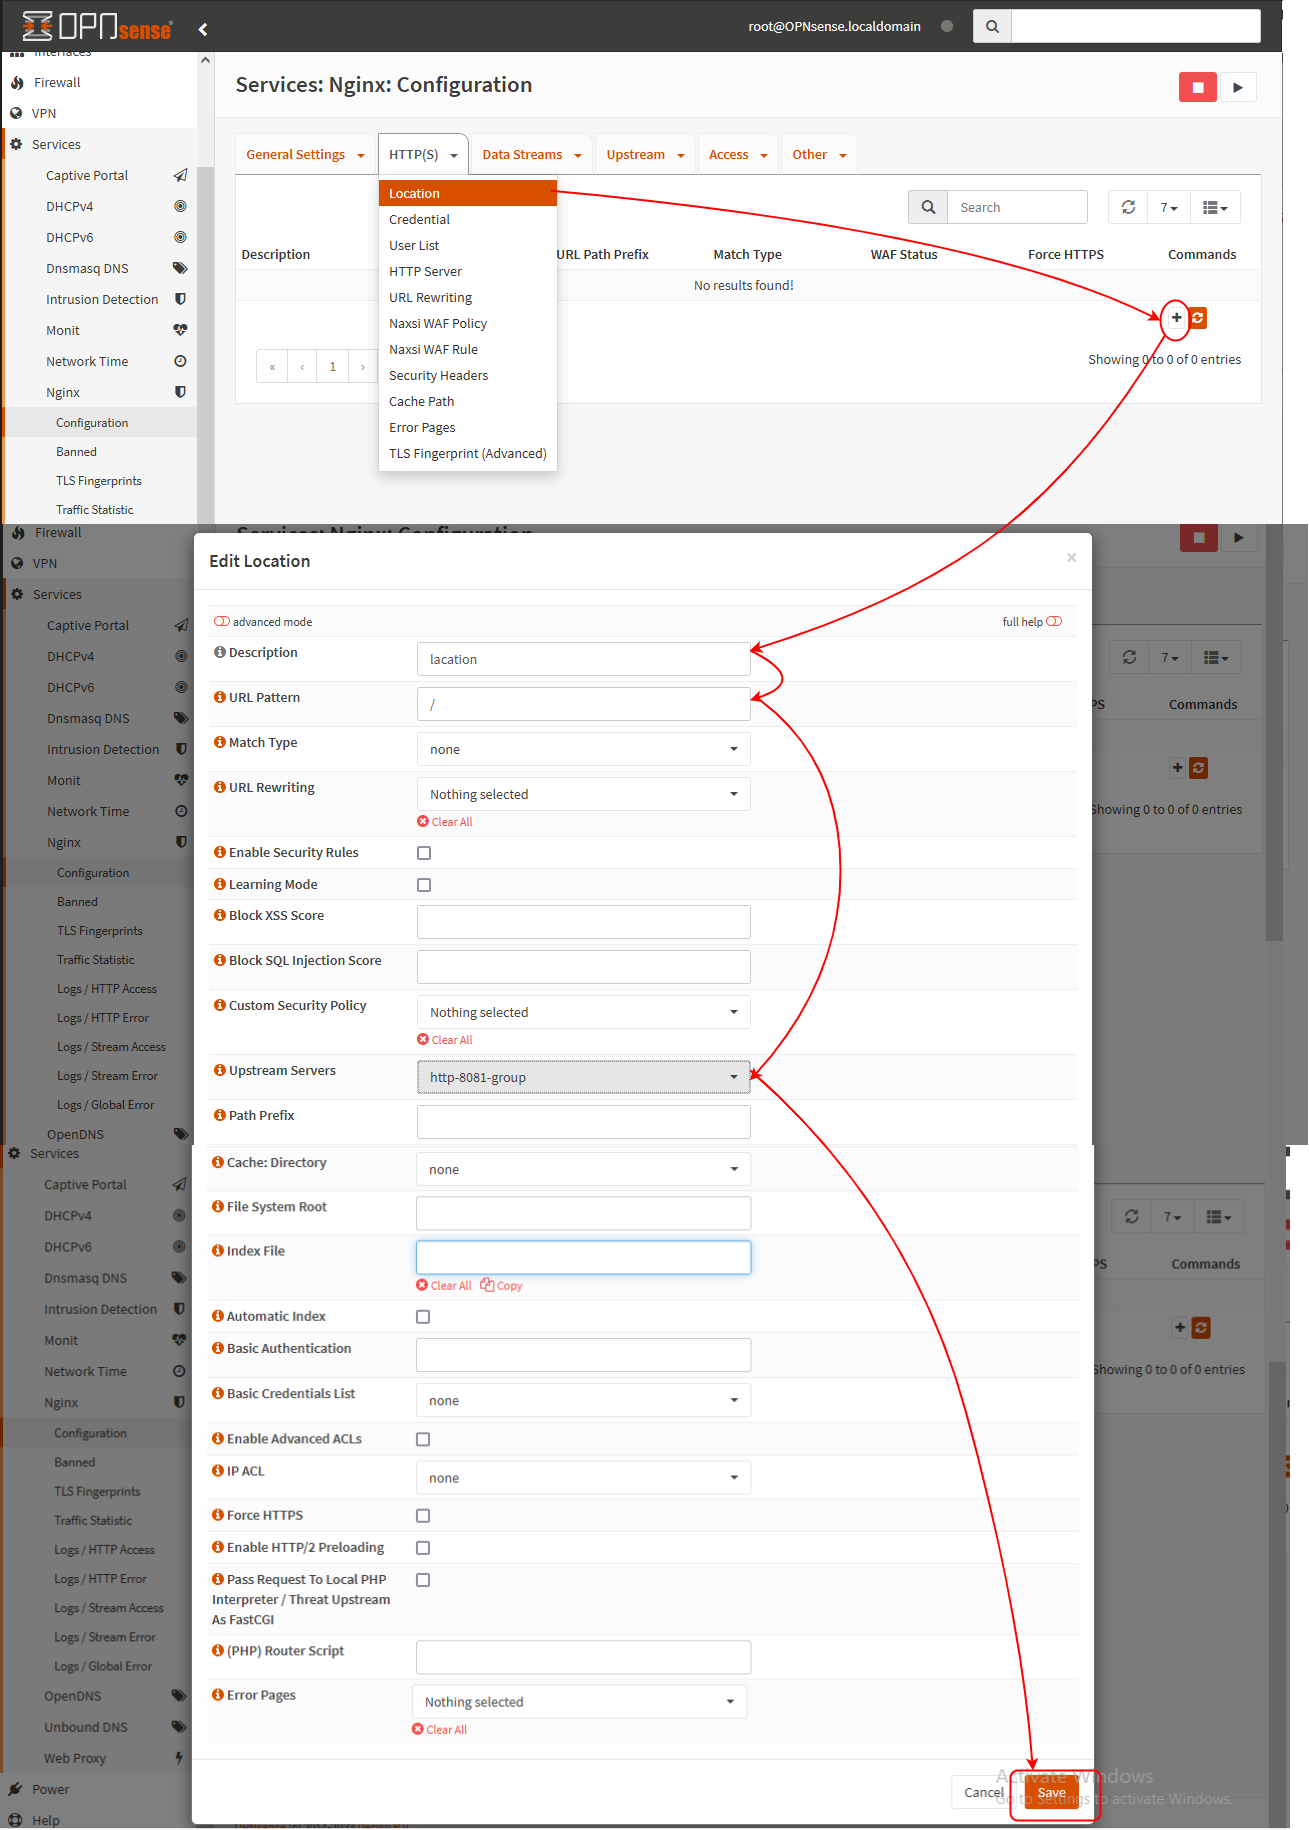 OPNsense
root@OPNsense.localdomain
Interfaces
Firewall
VPN
Services
Captive Portal
DHCPv4
DHCPv6
Dnsmasq DNS
Intrusion Detection
Monit
Network Time
Nginx
Configuration
Banned
TLS Fingerprints
Traffic Statistic
Services: Nginx: Configuration
General Settings
HTTP(S)
Data Streams
Upstream
Access
Other
Location
Credential
User List
HTTP Server
URL Rewriting
Naxsi WAF Policy
Naxsi WAF Rule
Security Headers
Cache Path
Error Pages
TLS Fingerprint (Advanced)
Search
7
Description
URL Path Prefix
Match Type
WAF Status
Force HTTPS
Commands
No results found!
« ‹ 1 ›
Showing 0 to 0 of 0 entries
Firewall
VPN
Services
Captive Portal
DHCPv4
DHCPv6
Dnsmasq DNS
Intrusion Detection
Monit
Network Time
Nginx
Configuration
Banned
TLS Fingerprints
Traffic Statistic
Logs / HTTP Access
Logs / HTTP Error
Logs / Stream Access
Logs / Stream Error
Logs / Global Error
OpenDNS
Services: Nginx: Configuration
7
PS
Commands
Showing 0 to 0 of 0 entries
Edit Location
×
advanced mode
full help
Description
lacation
URL Pattern
/
Match Type
none
URL Rewriting
Nothing selected
Clear All
Enable Security Rules
Learning Mode
Block XSS Score
Block SQL Injection Score
Custom Security Policy
Nothing selected
Clear All
Upstream Servers
http-8081-group
Path Prefix
Cache: Directory
none
File System Root
Index File
Clear All Copy
Automatic Index
Basic Authentication
Basic Credentials List
none
Enable Advanced ACLs
IP ACL
none
Force HTTPS
Enable HTTP/2 Preloading
Pass Request To Local PHP
Interpreter / Threat Upstream
As FastCGI
(PHP) Router Script
Error Pages
Nothing selected
Clear All
Cancel
Save
Activate Windows
Go to Settings to activate Windows.
Services
Captive Portal
DHCPv4
DHCPv6
Dnsmasq DNS
Intrusion Detection
Monit
Network Time
Nginx
Configuration
Banned
TLS Fingerprints
Traffic Statistic
Logs / HTTP Access
Logs / HTTP Error
Logs / Stream Access
Logs / Stream Error
Logs / Global Error
OpenDNS
Unbound DNS
Web Proxy
Power
Help
7
PS
Commands
Showing 0 to 0 of 0 entries